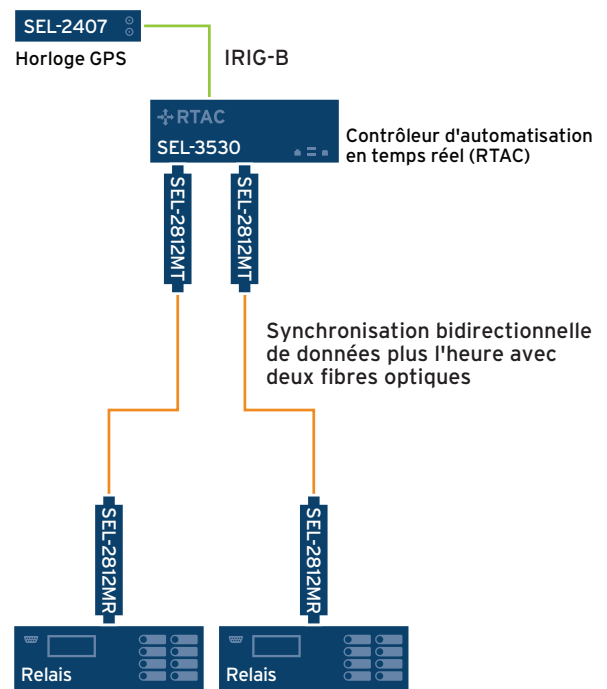 SEL-2407
Horloge GPS
IRIG-B
RTAC
SEL-3530
Contrôleur d'automatisation
en temps réel (RTAC)
SEL-2812MT
SEL-2812MT
Synchronisation bidirectionnelle
de données plus l'heure avec
deux fibres optiques
SEL-2812MR
SEL-2812MR
Relais
Relais